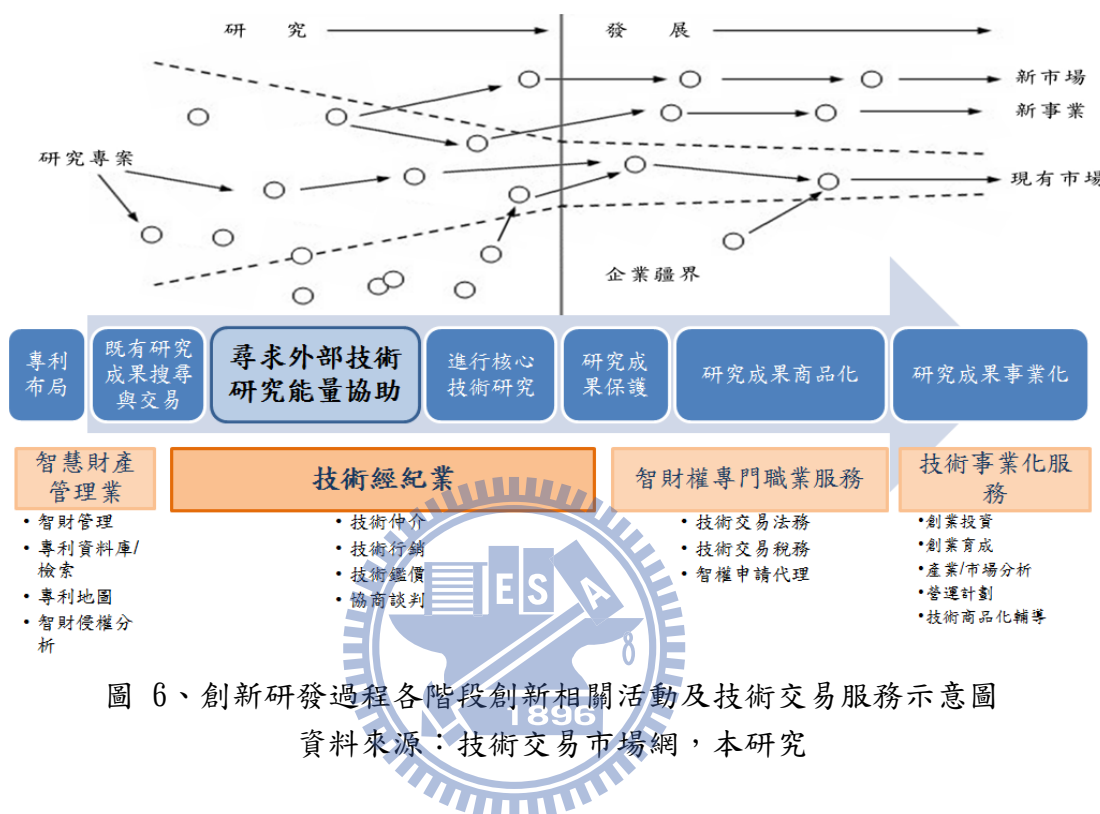 研 究
發 展
新市場
新事業
研究專案
現有市場
企業疆界
專利
布局
既有研究
成果搜尋
與交易
尋求外部技術
研究能量協助
進行核心
技術研究
研究成
果保護
研究成果商品化
研究成果事業化
智慧財產
管理業
• 智財管理
• 專利資料庫/
檢索
• 專利地圖
• 智財侵權分
析
技術經紀業
• 技術仲介
• 技術行銷
• 技術鑑價
• 協商談判
智財權專門職業服務
• 技術交易法務
• 技術交易稅務
• 智權申請代理
技術事業化服
務
•創業投資
•創業育成
•產業/市場分析
•營運計劃
•技術商品化輔導
E S A
8
1896
圖 6、創新研發過程各階段創新相關活動及技術交易服務示意圖
資料來源：技術交易市場網，本研究